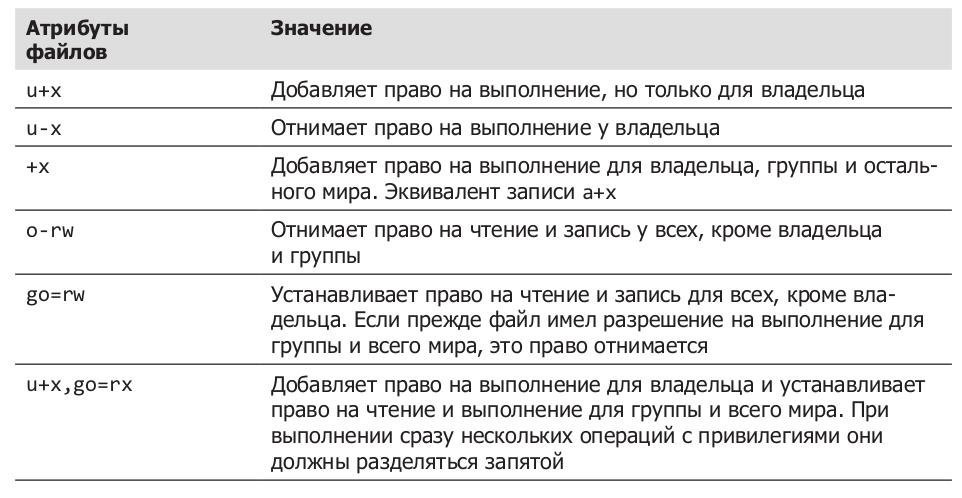 Атрибуты Значение
файлов
u+x Добавляет право на выполнение, но только для владельца
u-x Отнимает право на выполнение у владельца
+x Добавляет право на выполнение для владельца, группы и осталь-
ного мира. Эквивалент записи a+x
o-rw Отнимает право на чтение и запись у всех, кроме владельца
и группы
go=rw Устанавливает право на чтение и запись для всех, кроме вла-
дельца. Если прежде файл имел разрешение на выполнение для
группы и всего мира, это право отнимается
u+x,go=rx Добавляет право на выполнение для владельца и устанавливает
право на чтение и выполнение для группы и всего мира. При
выполнении сразу нескольких операций с привилегиями они
должны разделяться запятой